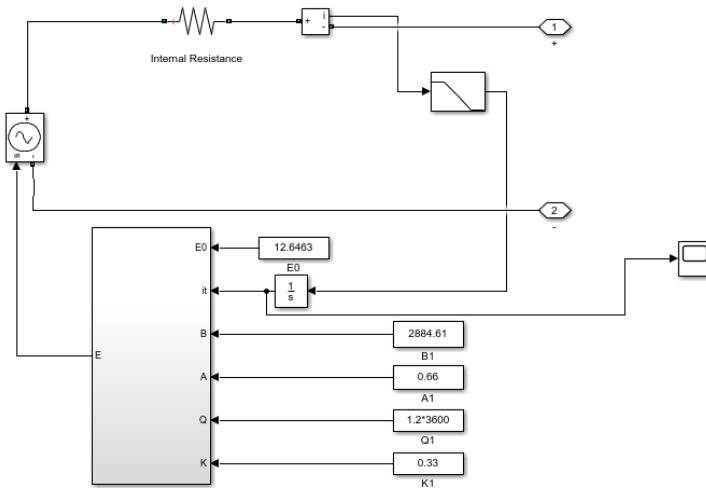 +
i
-
1
+
Internal Resistance
+
s
-
2
-
E0
12.6463
E0
it
1
s
B
2884.61
B1
E
A
0.66
A1
Q
1.2*3600
Q1
K
0.33
K1